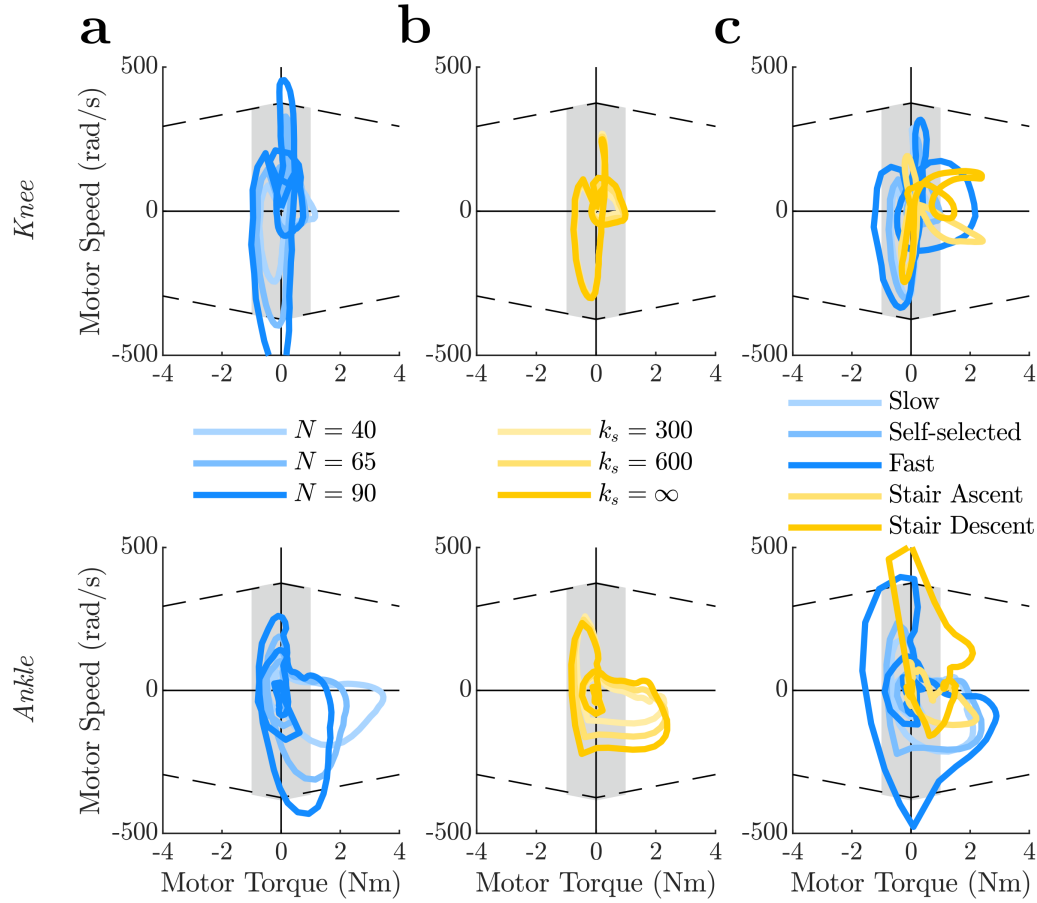 a b c
Knee
Motor Speed (rad/s)
500
0
-500
-4 -2 0 2 4
500
0
-500
-4 -2 0 2 4
500
0
-500
-4 -2 0 2 4
N = 40
N = 65
N = 90
k_s = 300
k_s = 600
k_s = ∞
Slow
Self-selected
Fast
Stair Ascent
Stair Descent
Ankle
Motor Speed (rad/s)
500
0
-500
-4 -2 0 2 4
Motor Torque (Nm)
500
0
-500
-4 -2 0 2 4
Motor Torque (Nm)
500
0
-500
-4 -2 0 2 4
Motor Torque (Nm)